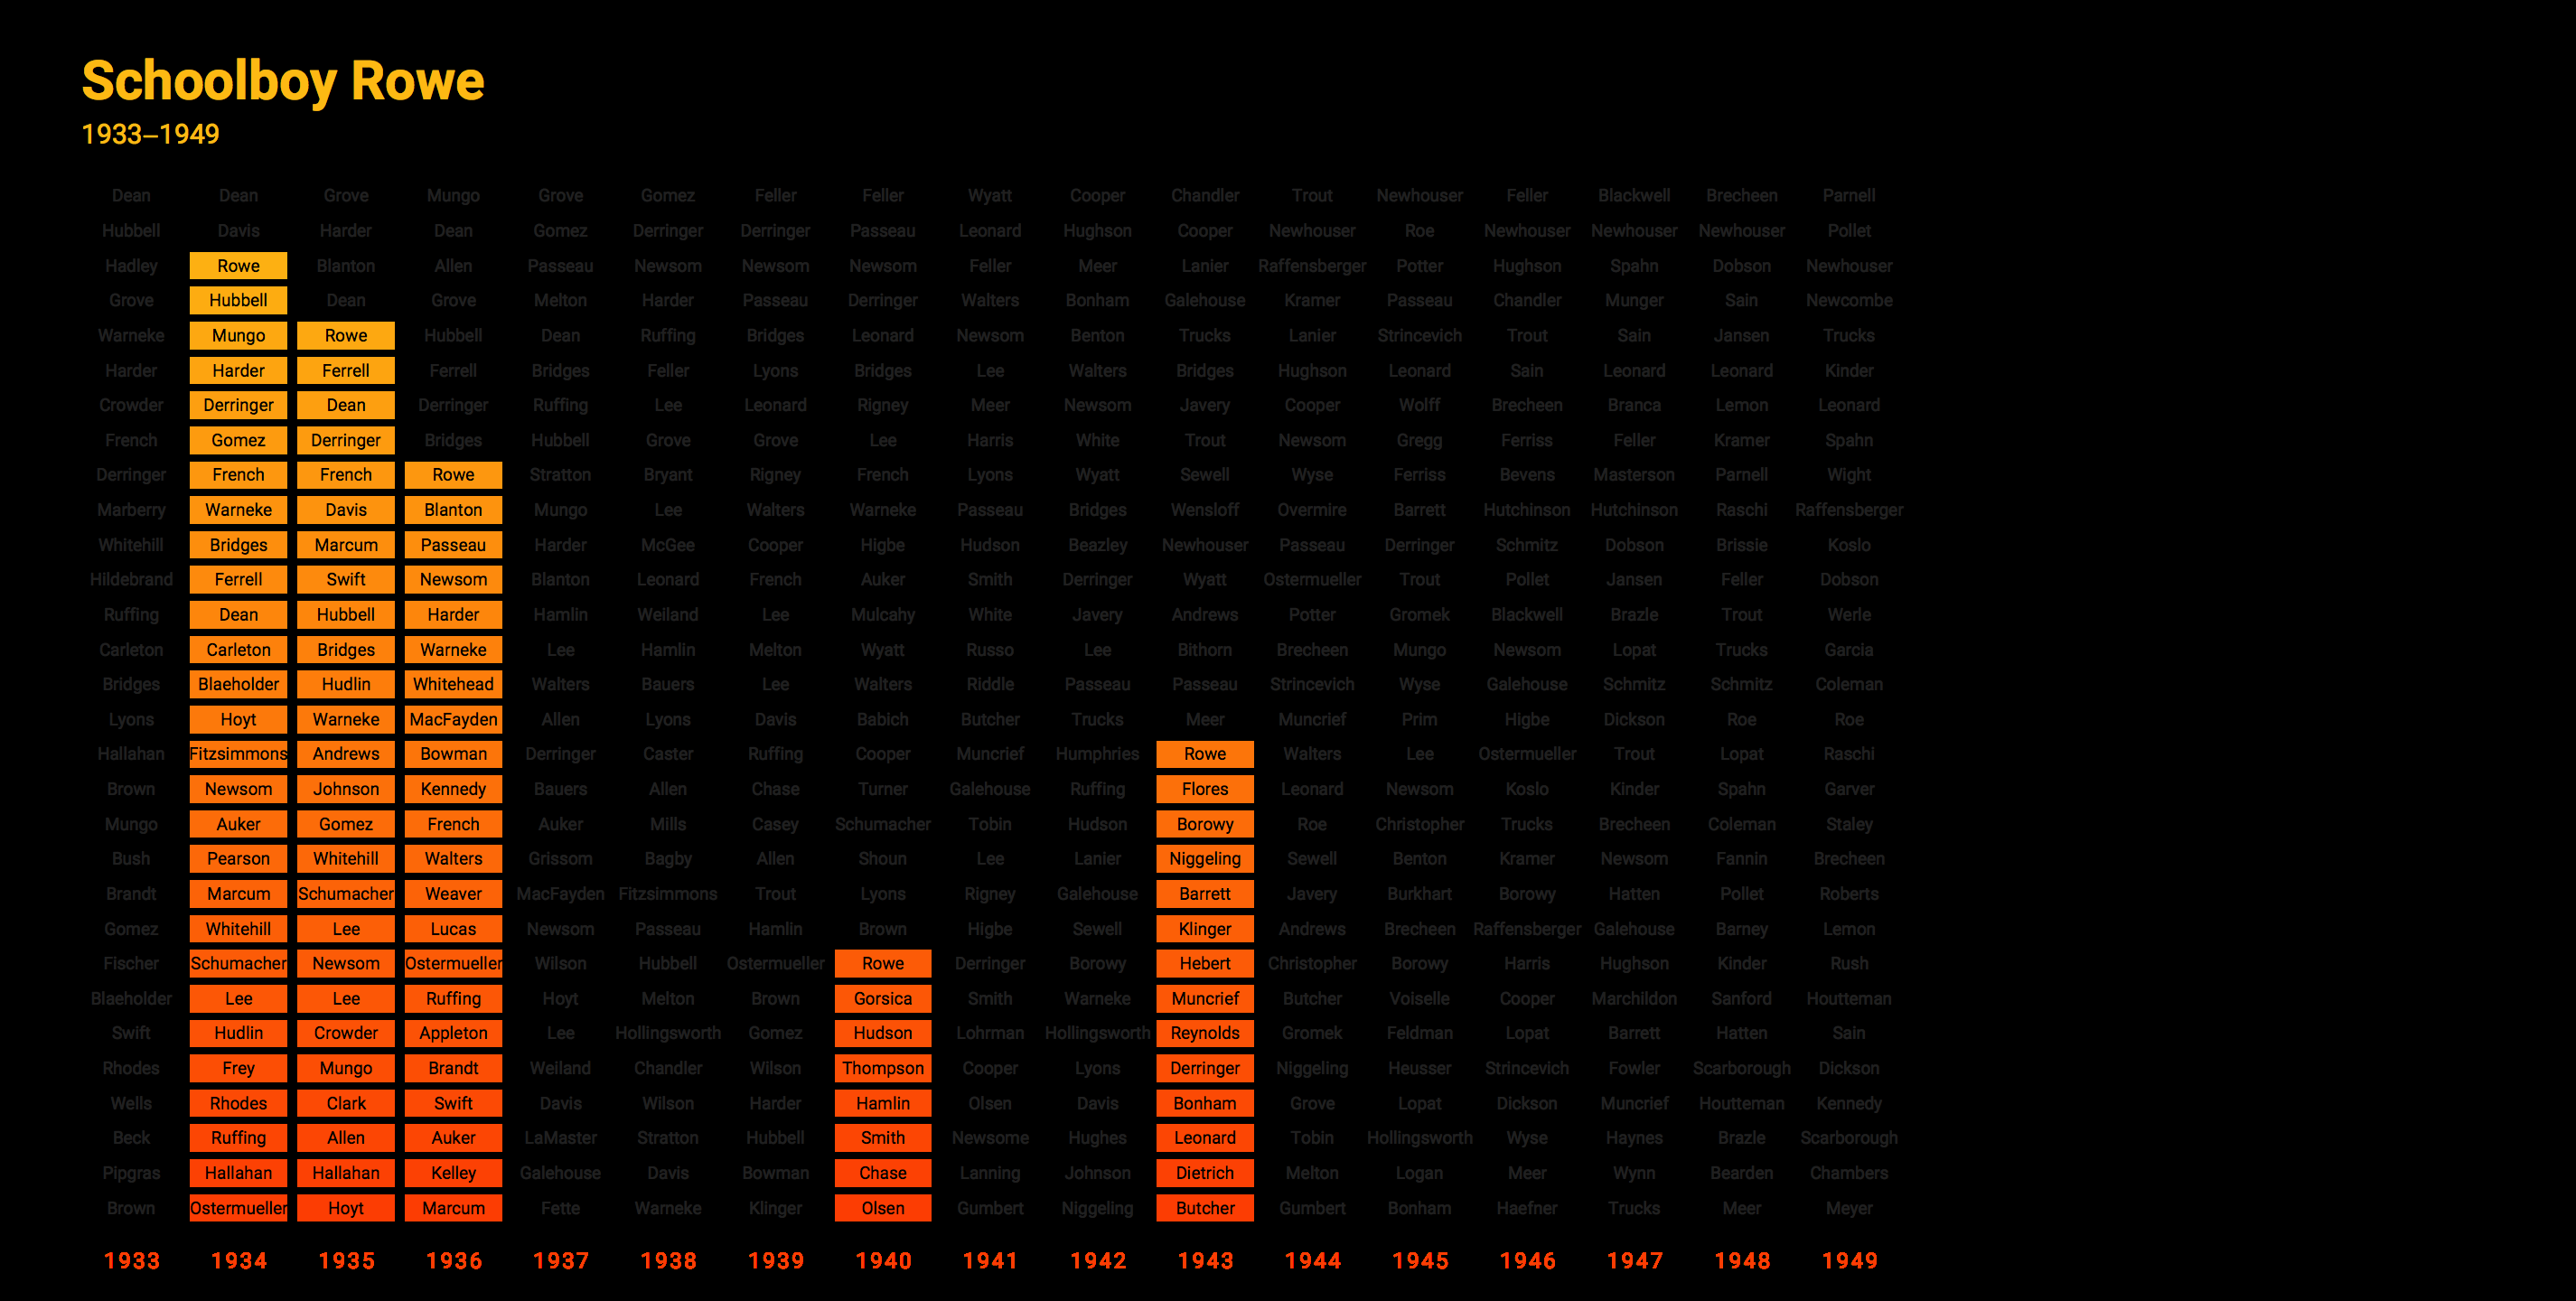 Schoolboy Rowe
1933–1949
Dean Dean Grove Mungo Grove Gomez Feller Feller Wyatt Cooper Chandler Trout Newhouser Feller Blackwell Brecheen Parnell
Hubbell Davis Harder Dean Gomez Derringer Derringer Passeau Leonard Hughson Cooper Newhouser Roe Newhouser Newhouser Newhouser Pollet
Hadley Rowe Blanton Allen Passeau Newsom Newsom Newsom Feller Meer Lanier Raffensberger Potter Hughson Spahn Dobson Newhouser
Grove Hubbell Dean Grove Melton Harder Passeau Derringer Walters Bonham Galehouse Kramer Passeau Chandler Munger Sain Newcombe
Warneke Mungo Rowe Hubbell Dean Ruffing Bridges Leonard Newsom Benton Trucks Lanier Strincevich Trout Sain Jansen Trucks
Harder Harder Ferrell Ferrell Bridges Feller Lyons Bridges Lee Walters Bridges Hughson Leonard Sain Leonard Leonard Kinder
Crowder Derringer Dean Derringer Ruffing Lee Leonard Rigney Meer Newsom Javery Cooper Wolff Brecheen Branca Lemon Leonard
French Gomez Derringer Bridges Hubbell Grove Grove Lee Harris White Trout Newsom Gregg Ferriss Feller Kramer Spahn
Derringer French French Rowe Stratton Bryant Rigney French Lyons Wyatt Sewell Wyse Ferriss Bevens Masterson Parnell Wight
Marberry Warneke Davis Blanton Mungo Lee Walters Warneke Passeau Bridges Wensloff Overmire Barrett Hutchinson Hutchinson Raschi Raffensberger
Whitehill Bridges Marcum Passeau Harder McGee Cooper Higbe Hudson Beazley Newhouser Passeau Derringer Schmitz Dobson Brissie Koslo
Hildebrand Ferrell Swift Newsom Blanton Leonard French Auker Smith Derringer Wyatt Ostermueller Trout Pollet Jansen Feller Dobson
Ruffing Dean Hubbell Harder Hamlin Weiland Lee Mulcahy White Javery Andrews Potter Gromek Blackwell Brazle Trout Werle
Carleton Carleton Bridges Warneke Lee Hamlin Melton Wyatt Russo Lee Bithorn Brecheen Mungo Newsom Lopat Trucks Garcia
Bridges Blaeholder Hudlin Whitehead Walters Bauers Lee Walters Riddle Passeau Passeau Strincevich Wyse Galehouse Schmitz Schmitz Coleman
Lyons Hoyt Warneke MacFayden Allen Lyons Davis Babich Butcher Trucks Meer Muncrief Prim Higbe Dickson Roe Roe
Hallahan Fitzsimmons Andrews Bowman Derringer Caster Ruffing Cooper Muncrief Humphries Rowe Walters Lee Ostermueller Trout Lopat Raschi
Brown Newsom Johnson Kennedy Bauers Allen Chase Turner Galehouse Ruffing Flores Leonard Newsom Koslo Kinder Spahn Garver
Mungo Auker Gomez French Auker Mills Casey Schumacher Tobin Hudson Borowy Roe Christopher Trucks Brecheen Coleman Staley
Bush Pearson Whitehill Walters Grissom Bagby Allen Shoun Lee Lanier Niggeling Sewell Benton Kramer Newsom Fannin Brecheen
Brandt Marcum Schumacher Weaver MacFayden Fitzsimmons Trout Lyons Rigney Galehouse Barrett Javery Burkhart Borowy Hatten Pollet Roberts
Gomez Whitehill Lee Lucas Newsom Passeau Hamlin Brown Higbe Sewell Klinger Andrews Brecheen Raffensberger Galehouse Barney Lemon
Fischer Schumacher Newsom Ostermueller Wilson Hubbell Ostermueller Rowe Derringer Borowy Hebert Christopher Borowy Harris Hughson Kinder Rush
Blaeholder Lee Lee Ruffing Hoyt Melton Brown Gorsica Smith Warneke Muncrief Butcher Voiselle Cooper Marchildon Sanford Houtteman
Swift Hudlin Crowder Appleton Lee Hollingsworth Gomez Hudson Lohrman Hollingsworth Reynolds Gromek Feldman Lopat Barrett Hatten Sain
Rhodes Frey Mungo Brandt Weiland Chandler Wilson Thompson Cooper Lyons Derringer Niggeling Heusser Strincevich Fowler Scarborough Dickson
Wells Rhodes Clark Swift Davis Wilson Harder Hamlin Olsen Davis Bonham Grove Lopat Dickson Muncrief Houtteman Kennedy
Beck Ruffing Allen Auker LaMaster Stratton Hubbell Smith Newsome Hughes Leonard Tobin Hollingsworth Wyse Haynes Brazle Scarborough
Pipgras Hallahan Hallahan Kelley Galehouse Davis Bowman Chase Lanning Johnson Dietrich Melton Logan Meer Wynn Bearden Chambers
Brown Ostermueller Hoyt Marcum Fette Warneke Klinger Olsen Gumbert Niggeling Butcher Gumbert Bonham Haefner Trucks Meer Meyer
1933 1934 1935 1936 1937 1938 1939 1940 1941 1942 1943 1944 1945 1946 1947 1948 1949